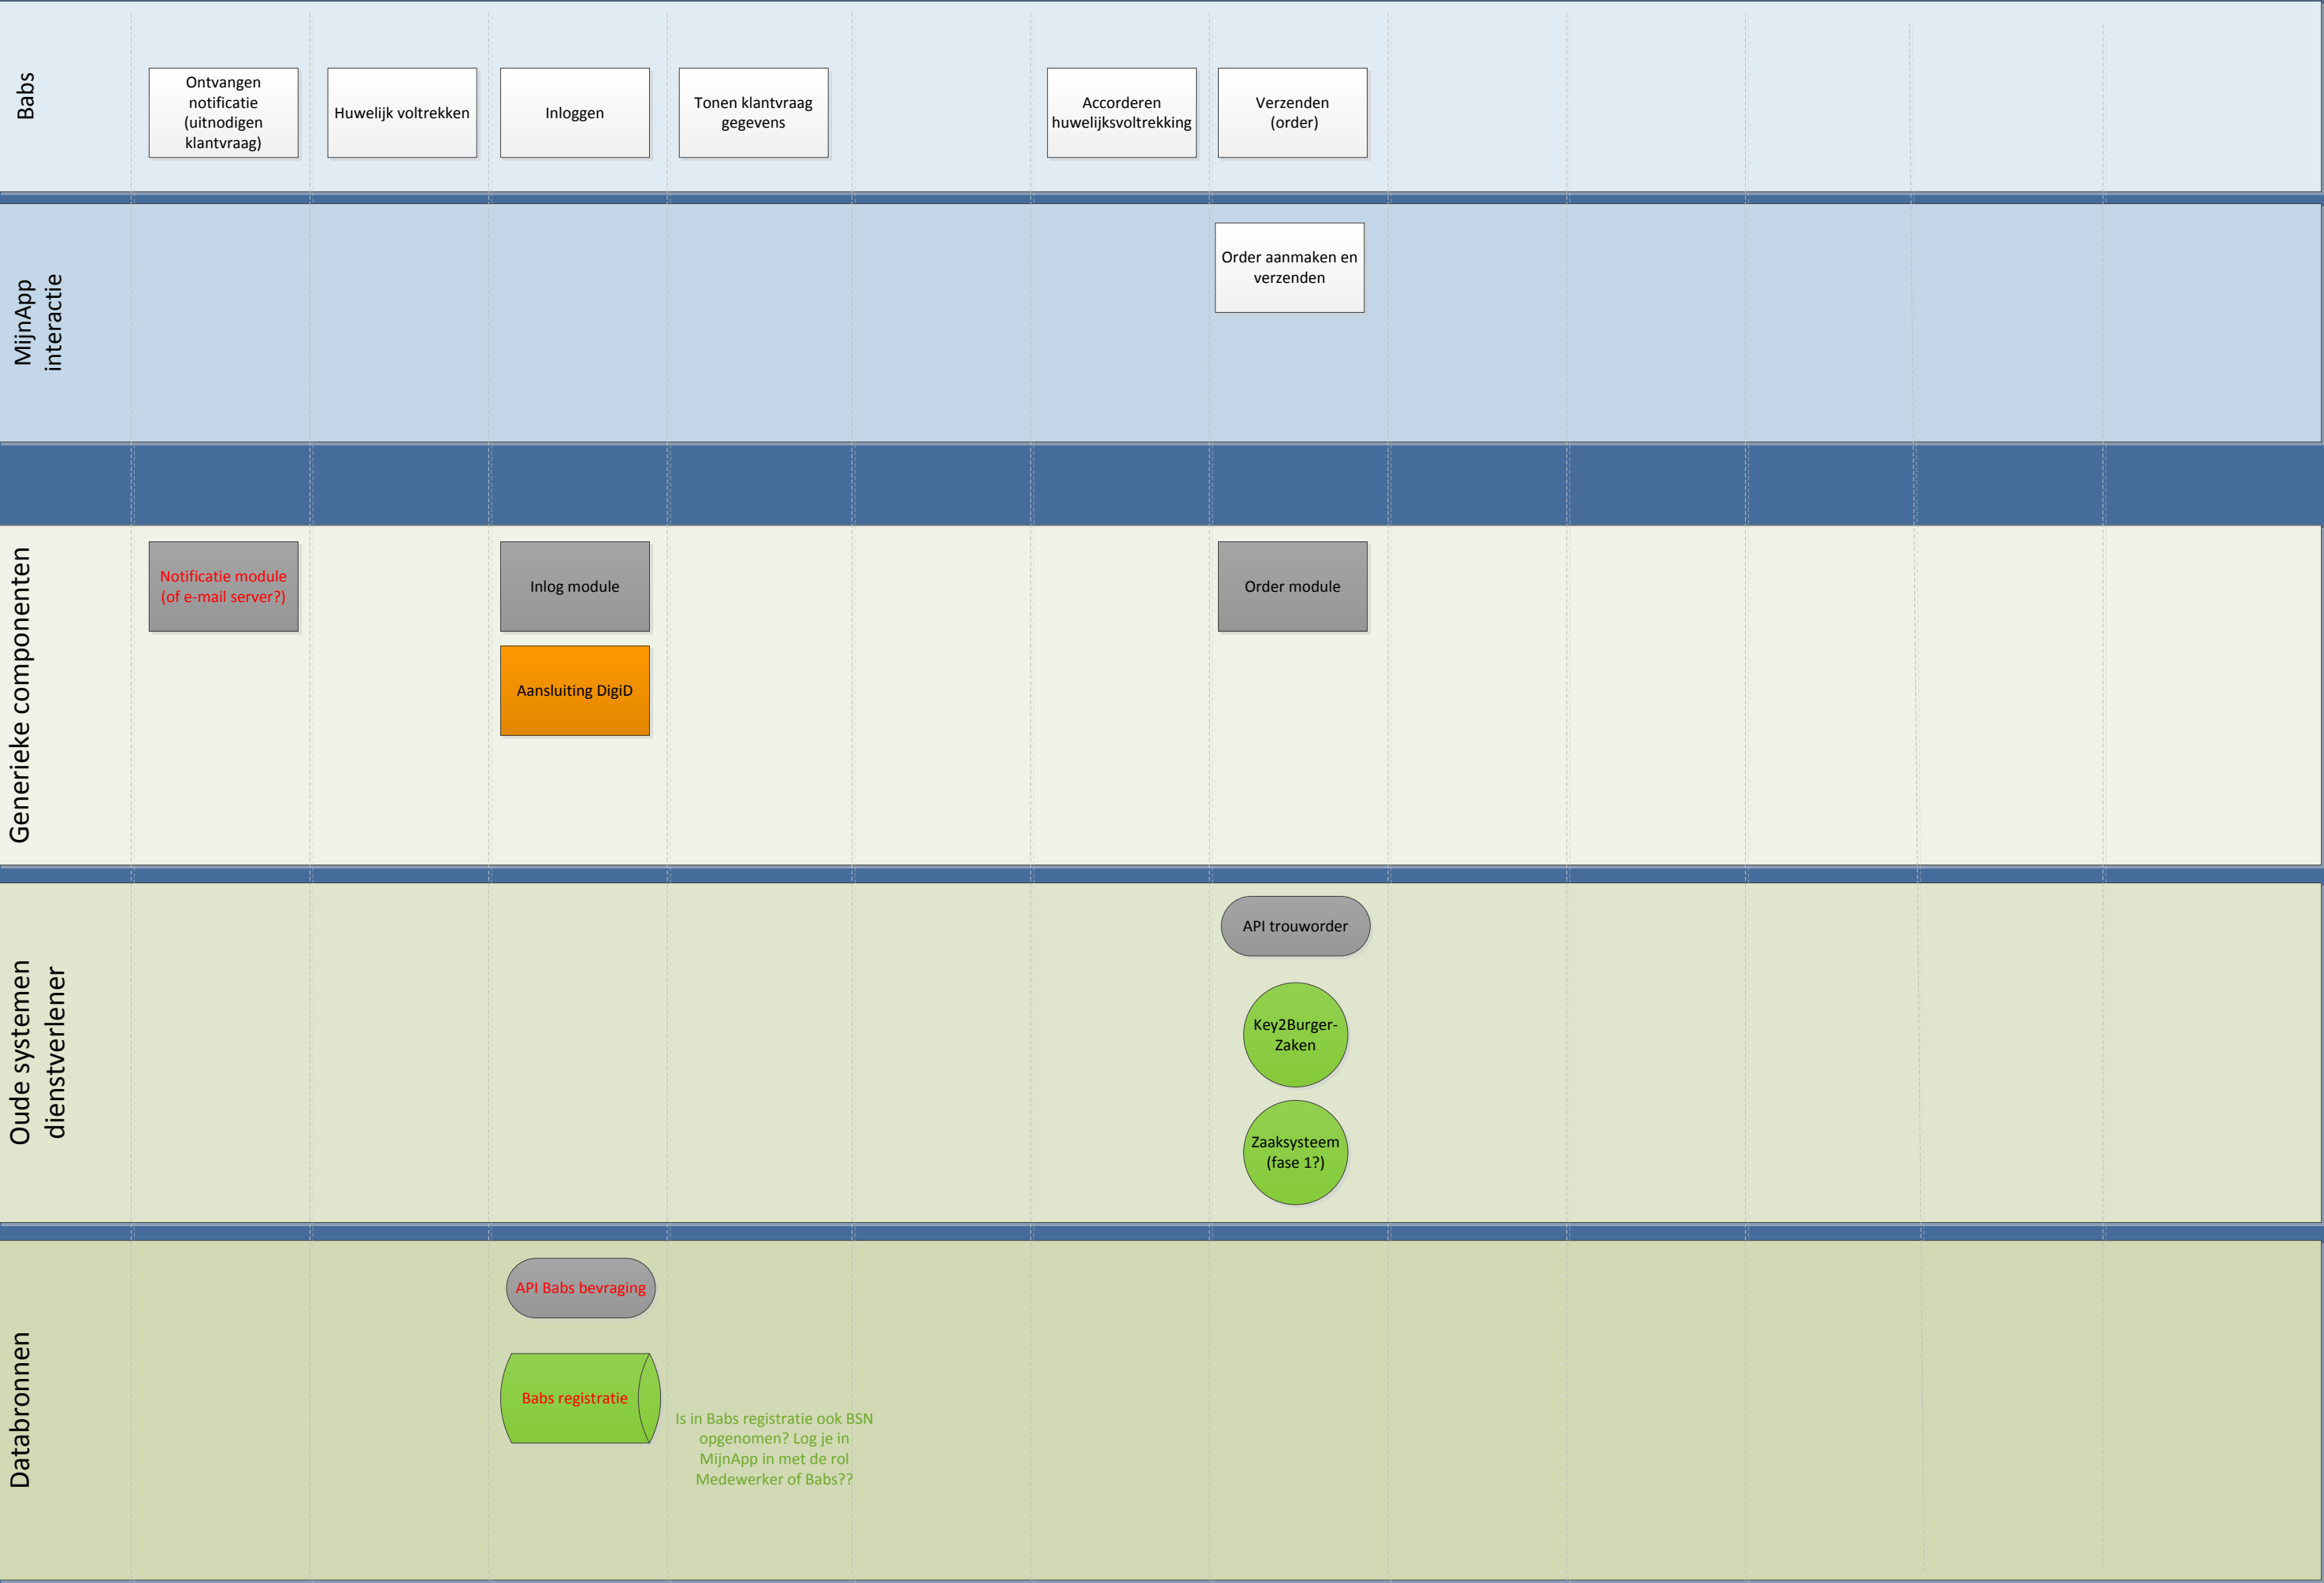 Babs
Ontvangen
notificatie
(uitnodigen
klantvraag)
Huwelijk voltrekken
Inloggen
Tonen klantvraag
gegevens
Accorderen
huwelijksvoltrekking
Verzenden
(order)
MijnApp
interactie
Order aanmaken en
verzenden
Generieke componenten
Notificatie module
(of e-mail server?)
Inlog module
Order module
Aansluiting DigiD
Oude systemen
dienstverlener
API trouworder
Key2Burger-
Zaken
Zaaksysteem
(fase 1?)
Databronnen
API Babs bevraging
Babs registratie
Is in Babs registratie ook BSN
opgenomen? Log je in
MijnApp in met de rol
Medewerker of Babs??